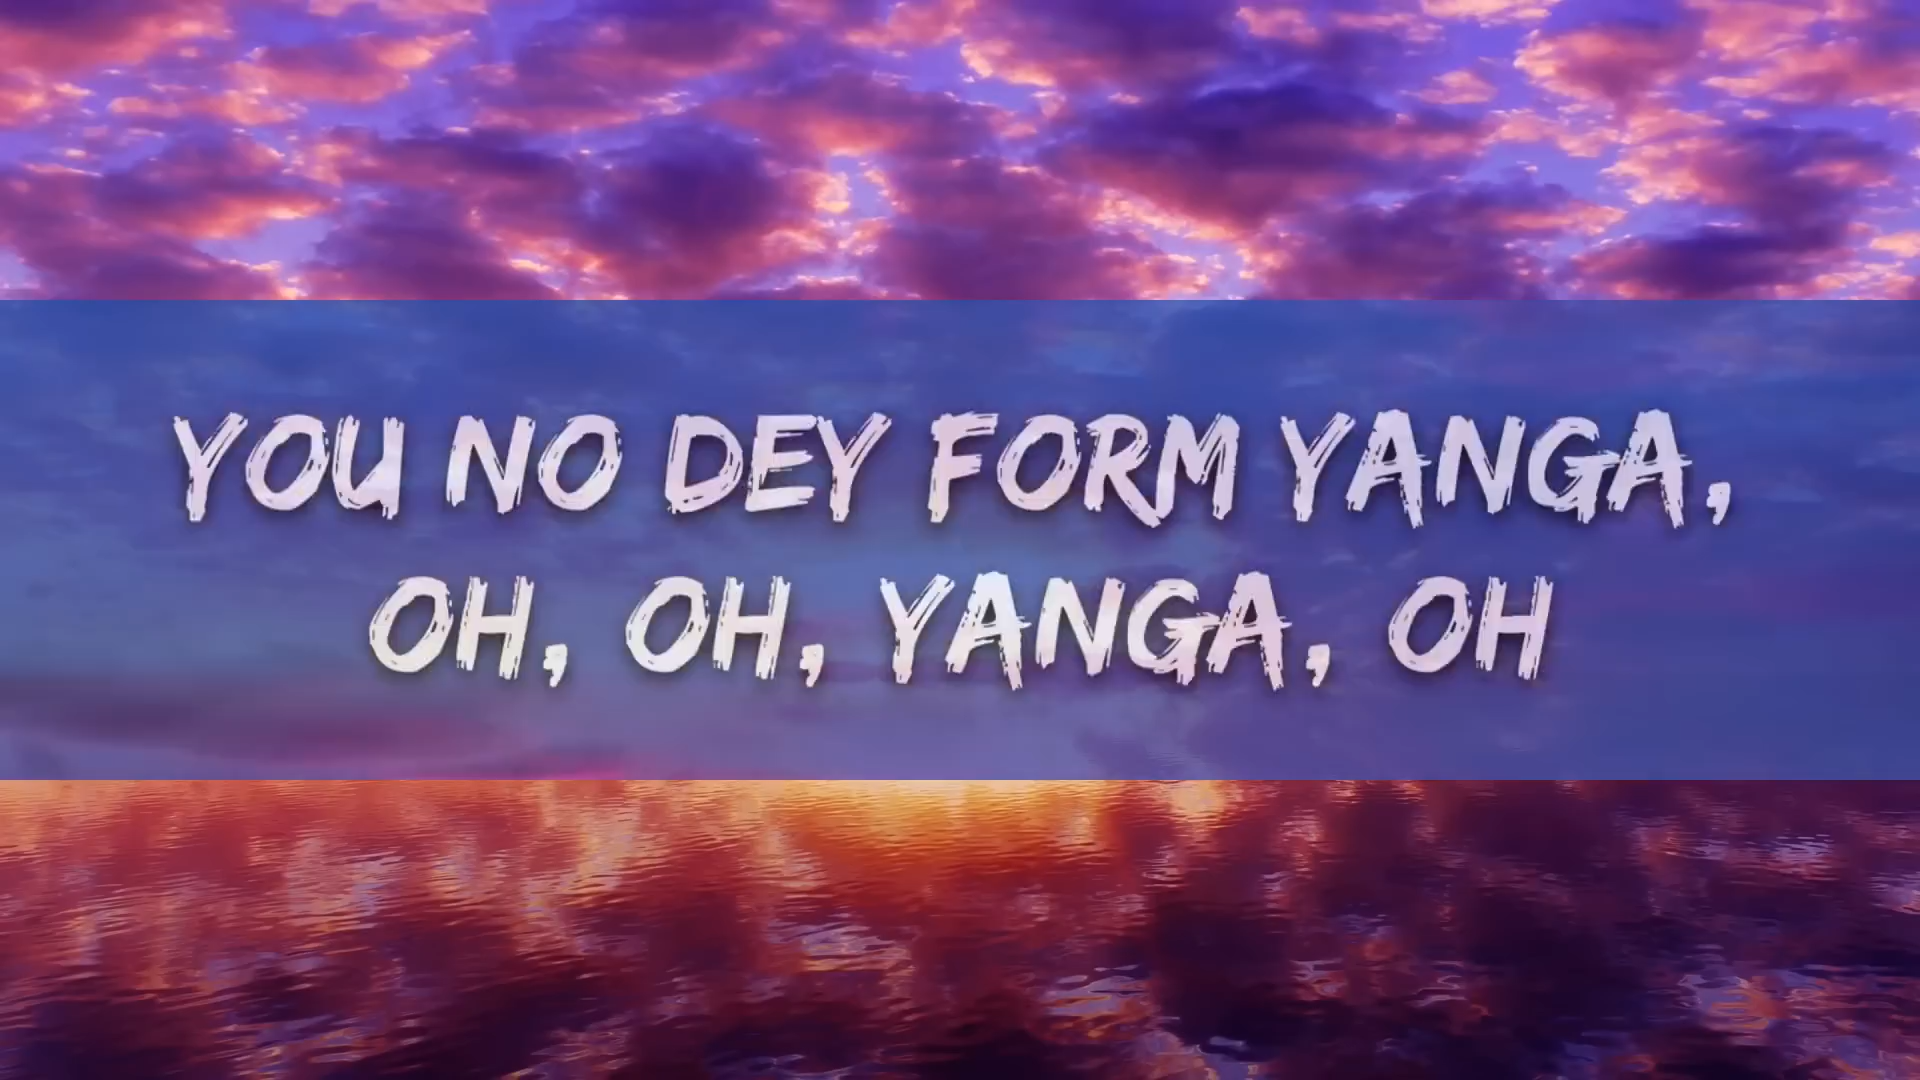 YOU NO DEY FORM YANGA,
OH, OH, YANGA, OH